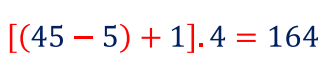 [(45 − 5) + 1]. 4 = 164